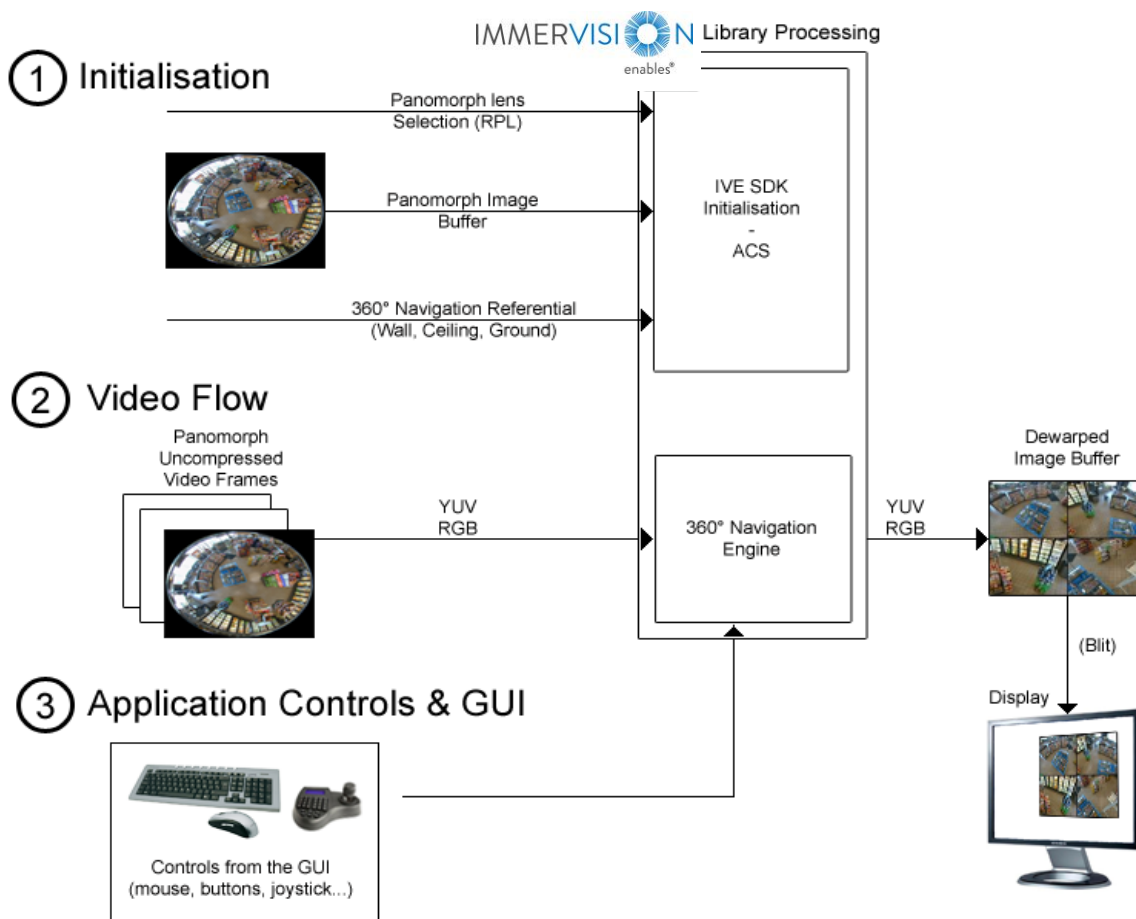 IMMERVISION
enables®
Library Processing
1 Initialisation
Panomorph lens
Selection (RPL)
Panomorph Image
Buffer
360° Navigation Referential
(Wall, Ceiling, Ground)
IVE SDK
Initialisation
-
ACS
2 Video Flow
Panomorph
Uncompressed
Video Frames
YUV
RGB
360° Navigation
Engine
YUV
RGB
Dewarped
Image Buffer
(Blit)
Display
3 Application Controls & GUI
Controls from the GUI
(mouse, buttons, joystick...)